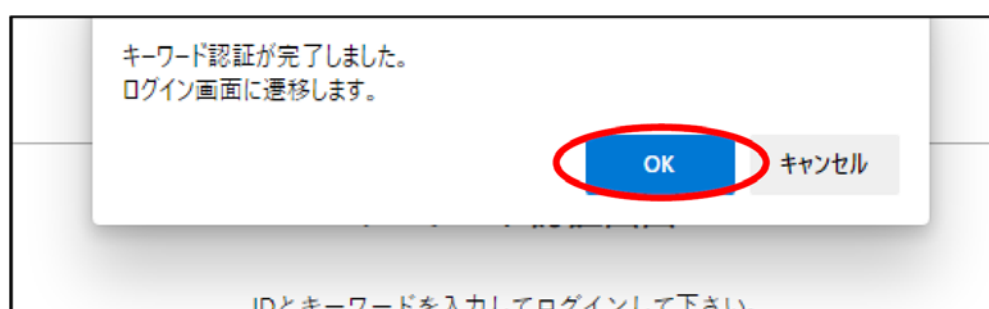 キーワード認証が完了しました。
ログイン画面に遷移します。
OK
キャンセル
IDとキーワードを入力してログインして下さい